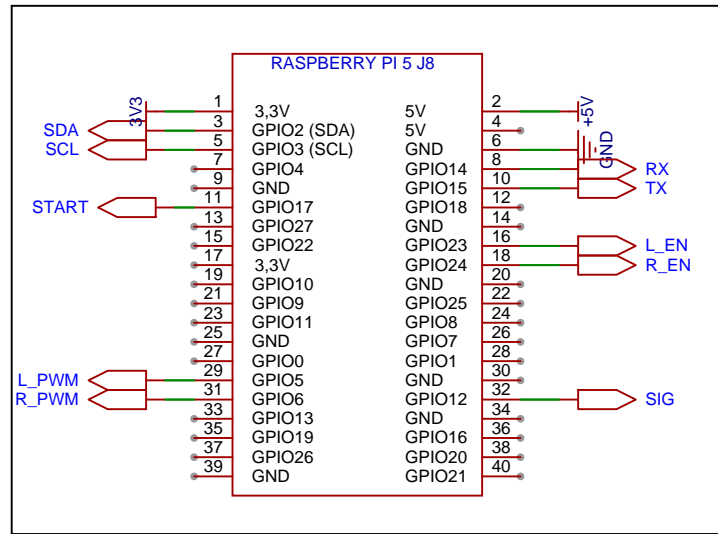 RASPBERRY PI 5 J8
3V3 1 3,3V 5V 2 +5V
SDA 3 GPIO2 (SDA) 5V 4
SCL 5 GPIO3 (SCL) GND 6 GND
7 GPIO4 GPIO14 8 RX
9 GND GPIO15 10 TX
START 11 GPIO17 GPIO18 12
13 GPIO27 GND 14
15 GPIO22 GPIO23 16 L_EN
17 3,3V GPIO24 18 R_EN
19 GPIO10 GND 20
21 GPIO9 GPIO25 22
23 GPIO11 GPIO8 24
25 GND GPIO7 26
27 GPIO0 GPIO1 28
L_PWM 29 GPIO5 GND 30
R_PWM 31 GPIO6 GPIO12 32 SIG
33 GPIO13 GND 34
35 GPIO19 GPIO16 36
37 GPIO26 GPIO20 38
39 GND GPIO21 40